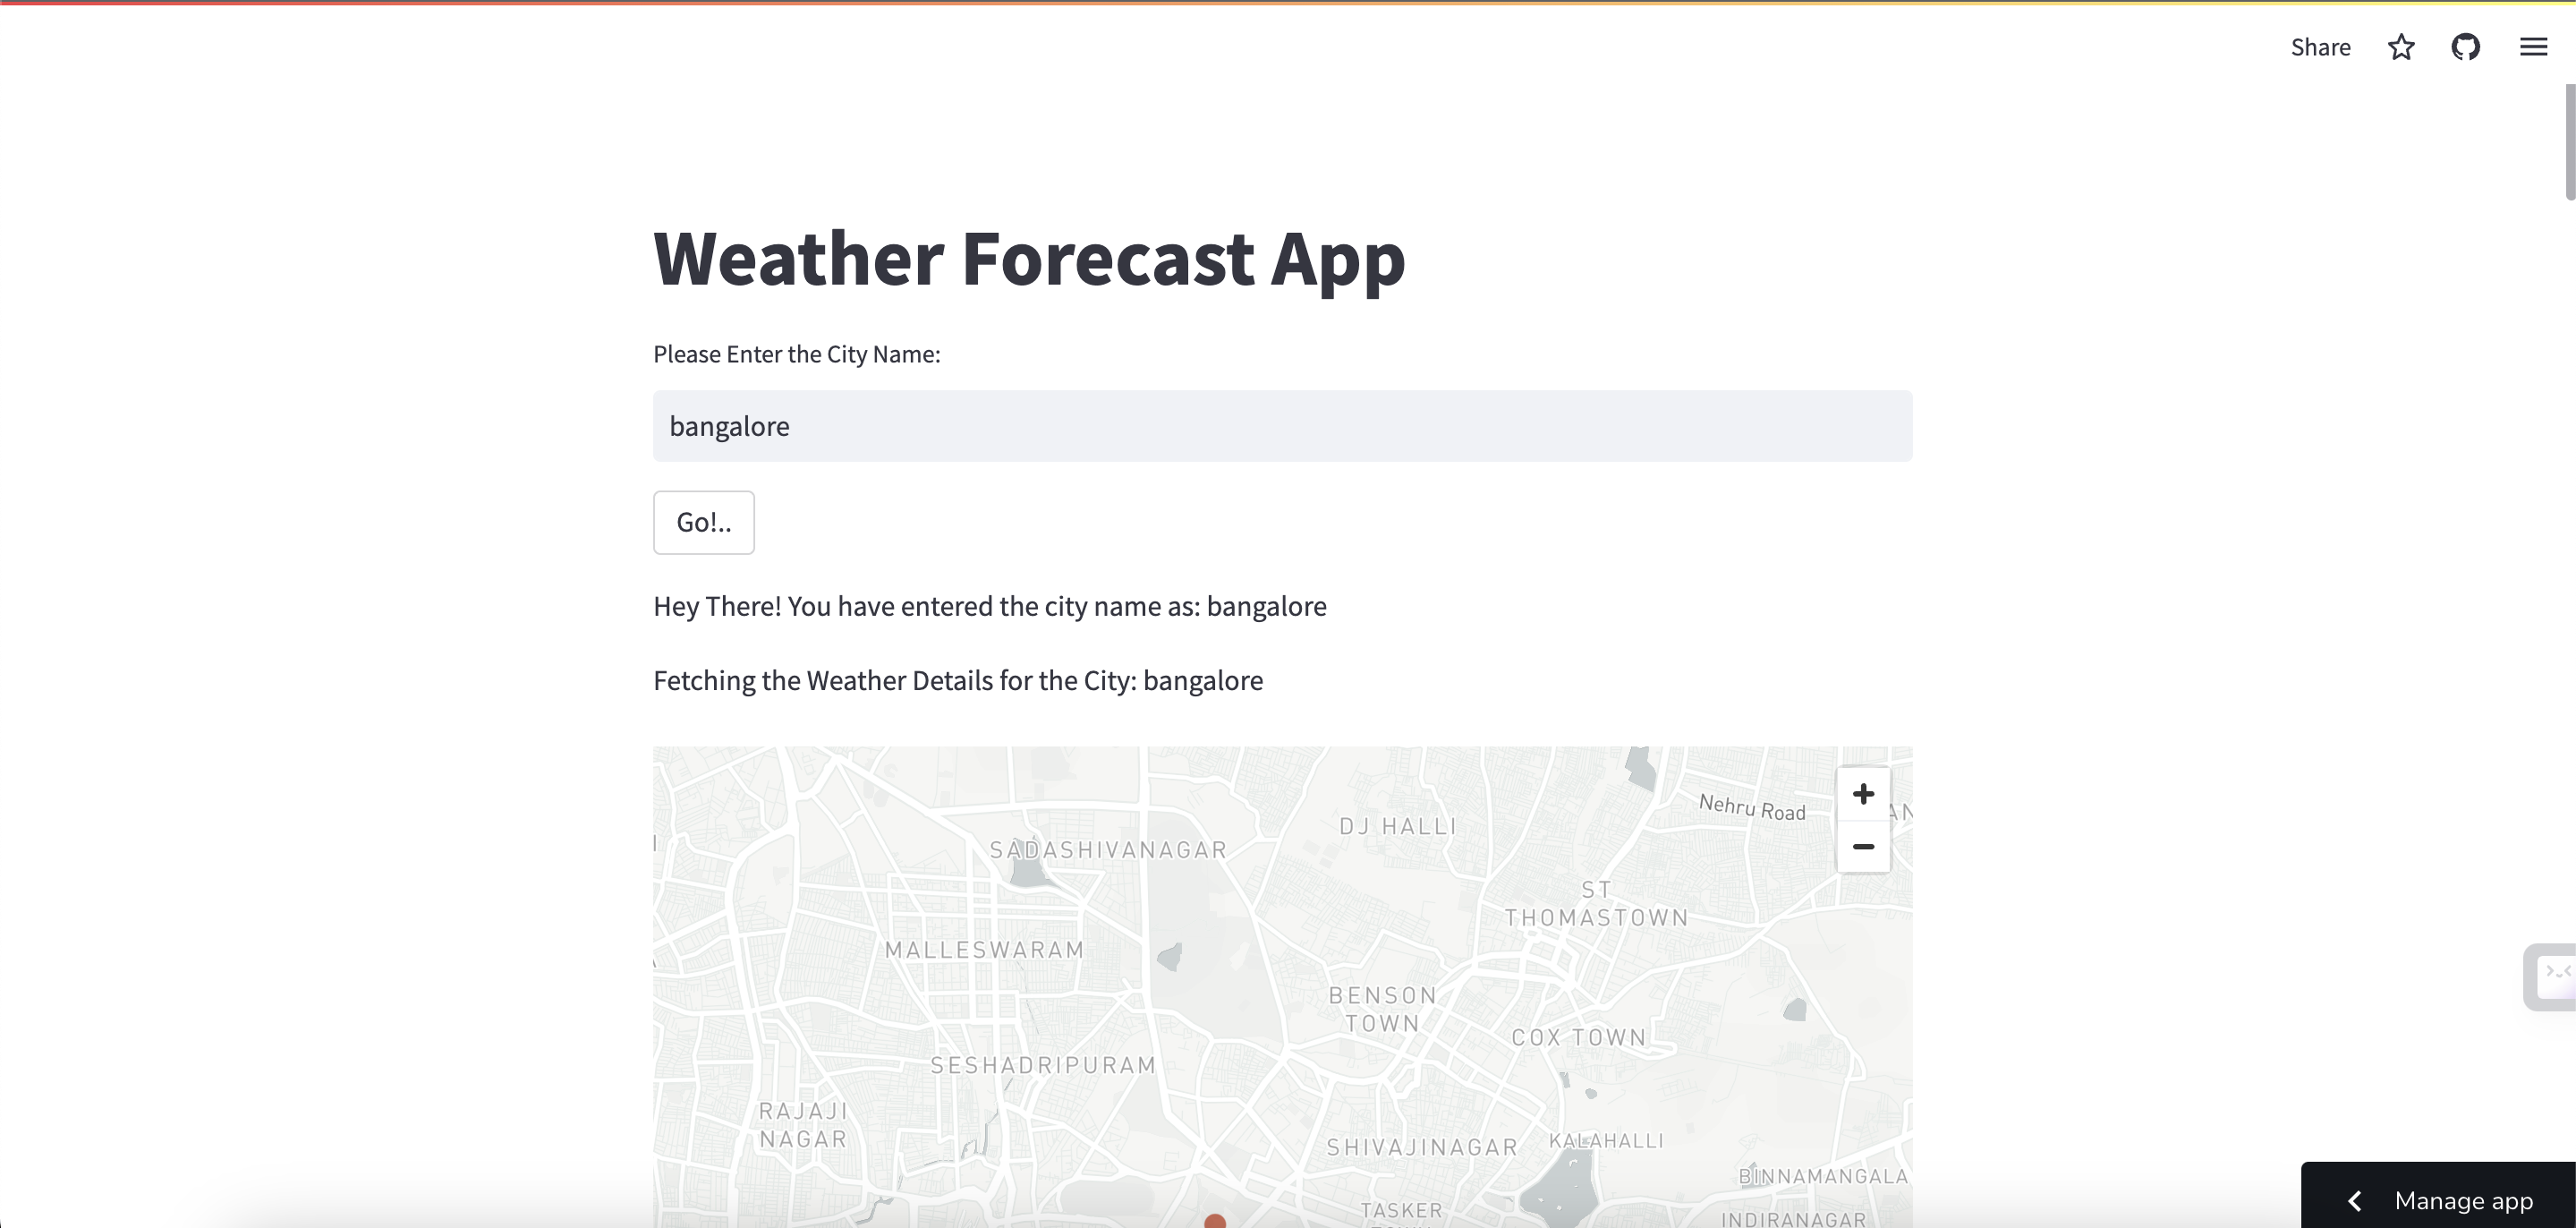 Share
Weather Forecast App
Please Enter the City Name:
bangalore
Go!..
Hey There! You have entered the city name as: bangalore
Fetching the Weather Details for the City: bangalore
Nehru Road
DJ HALLI
SADASHIVANAGAR
ST
THOMASTOWN
MALLESWARAM
BENSON
TOWN
COX TOWN
SESHADRIPURAM
RAJAJI
NAGAR
SHIVAJINAGAR
KALAHALLI
BINNAMANGALA
TASKER
INDIRANAGAR
Manage app